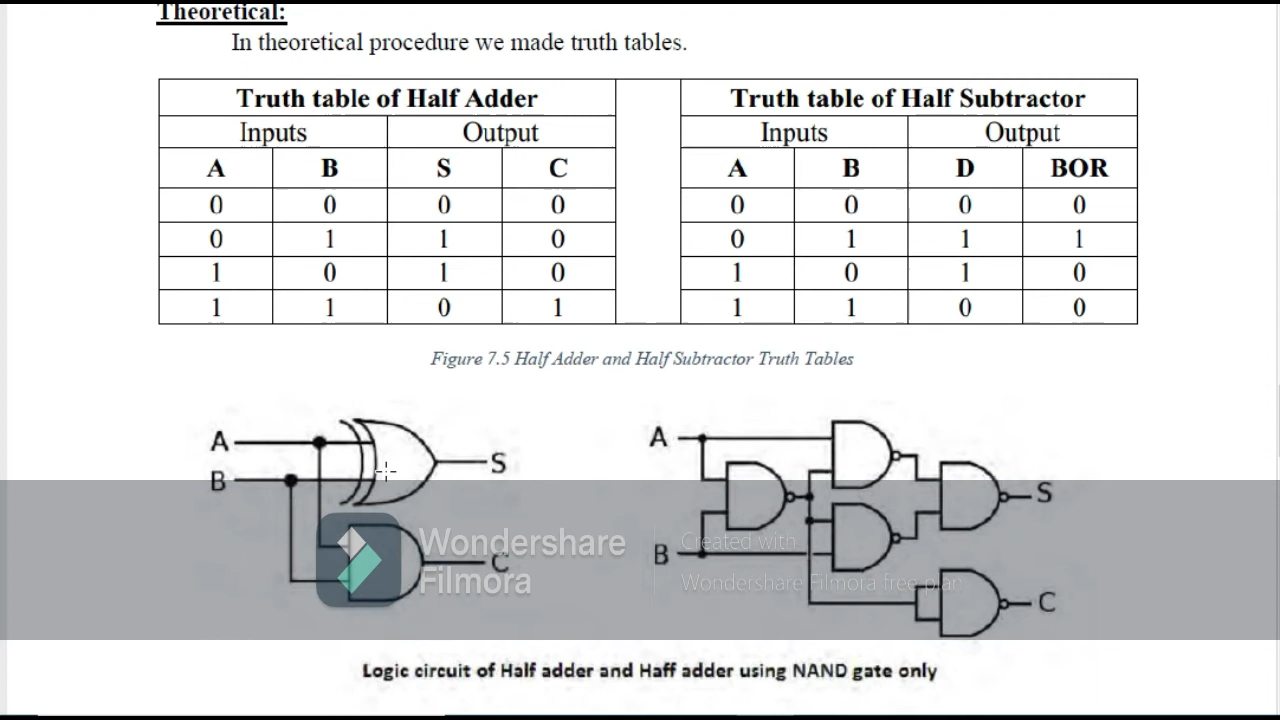 Theoretical:
In theoretical procedure we made truth tables.
Truth table of Half Adder Truth table of Half Subtractor
Inputs Output Inputs Output
A B S C A B D BOR
0 0 0 0 0 0 0 0
0 1 1 0 0 1 1 1
1 0 1 0 1 0 1 0
1 1 0 1 1 1 0 0
Figure 7.5 Half Adder and Half Subtractor Truth Tables
A
B
S
C
A
B
S
C
Wondershare
Filmora
Created with
Wondershare Filmora free plan
Logic circuit of Half adder and Haff adder using NAND gate only